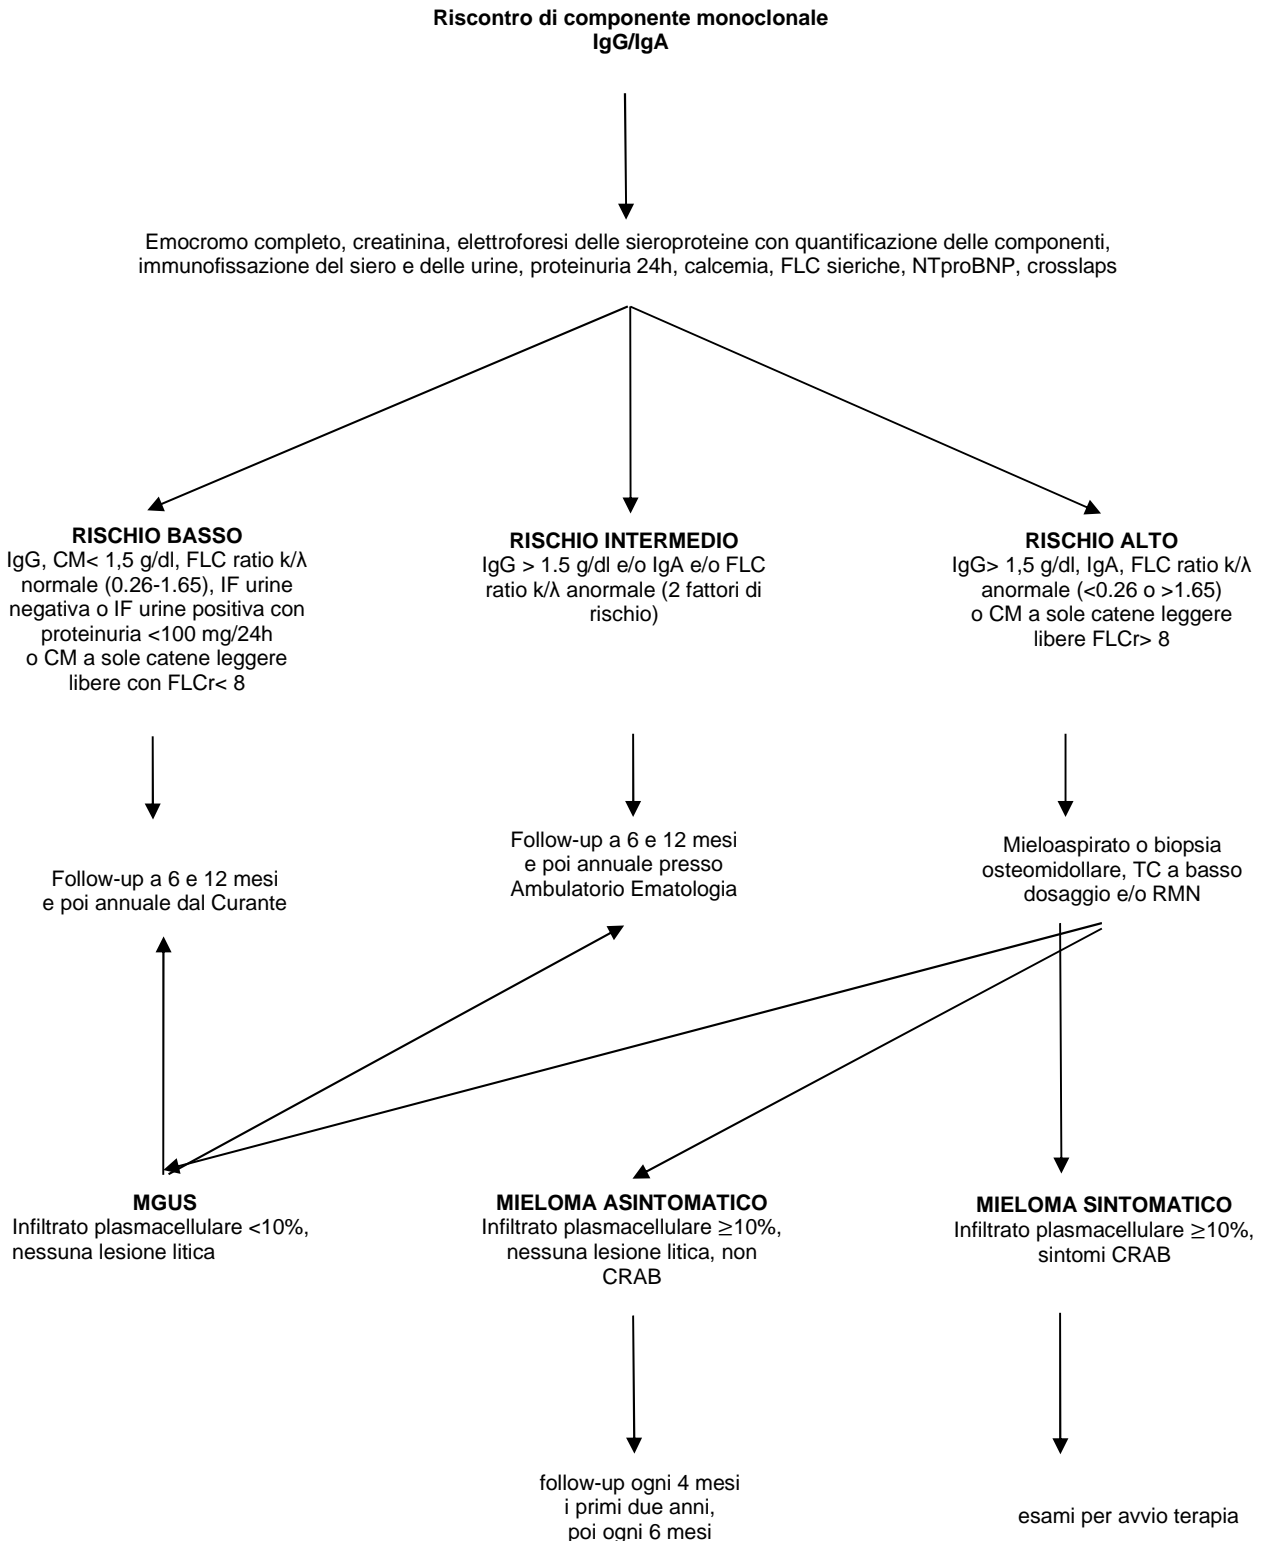 Riscontro di componente monoclonale
IgG/IgA
Emocromo completo, creatinina, elettroforesi delle sieroproteine con quantificazione delle componenti,
immunofissazione del siero e delle urine, proteinuria 24h, calcemia, FLC sieriche, NTproBNP, crosslaps
RISCHIO BASSO
IgG, CM< 1,5 g/dl, FLC ratio k/λ
normale (0.26-1.65), IF urine
negativa o IF urine positiva con
proteinuria <100 mg/24h
o CM a sole catene leggere
libere con FLCr< 8
RISCHIO INTERMEDIO
IgG > 1.5 g/dl e/o IgA e/o FLC
ratio k/λ anormale (2 fattori di
rischio)
RISCHIO ALTO
IgG> 1,5 g/dl, IgA, FLC ratio k/λ
anormale (<0.26 o >1.65)
o CM a sole catene leggere
libere FLCr> 8
Follow-up a 6 e 12 mesi
e poi annuale dal Curante
Follow-up a 6 e 12 mesi
e poi annuale presso
Ambulatorio Ematologia
Mieloaspirato o biopsia
osteomidollare, TC a basso
dosaggio e/o RMN
MGUS
Infiltrato plasmacellulare <10%,
nessuna lesione litica
MIELOMA ASINTOMATICO
Infiltrato plasmacellulare ≥10%,
nessuna lesione litica, non
CRAB
MIELOMA SINTOMATICO
Infiltrato plasmacellulare ≥10%,
sintomi CRAB
follow-up ogni 4 mesi
i primi due anni,
poi ogni 6 mesi
esami per avvio terapia